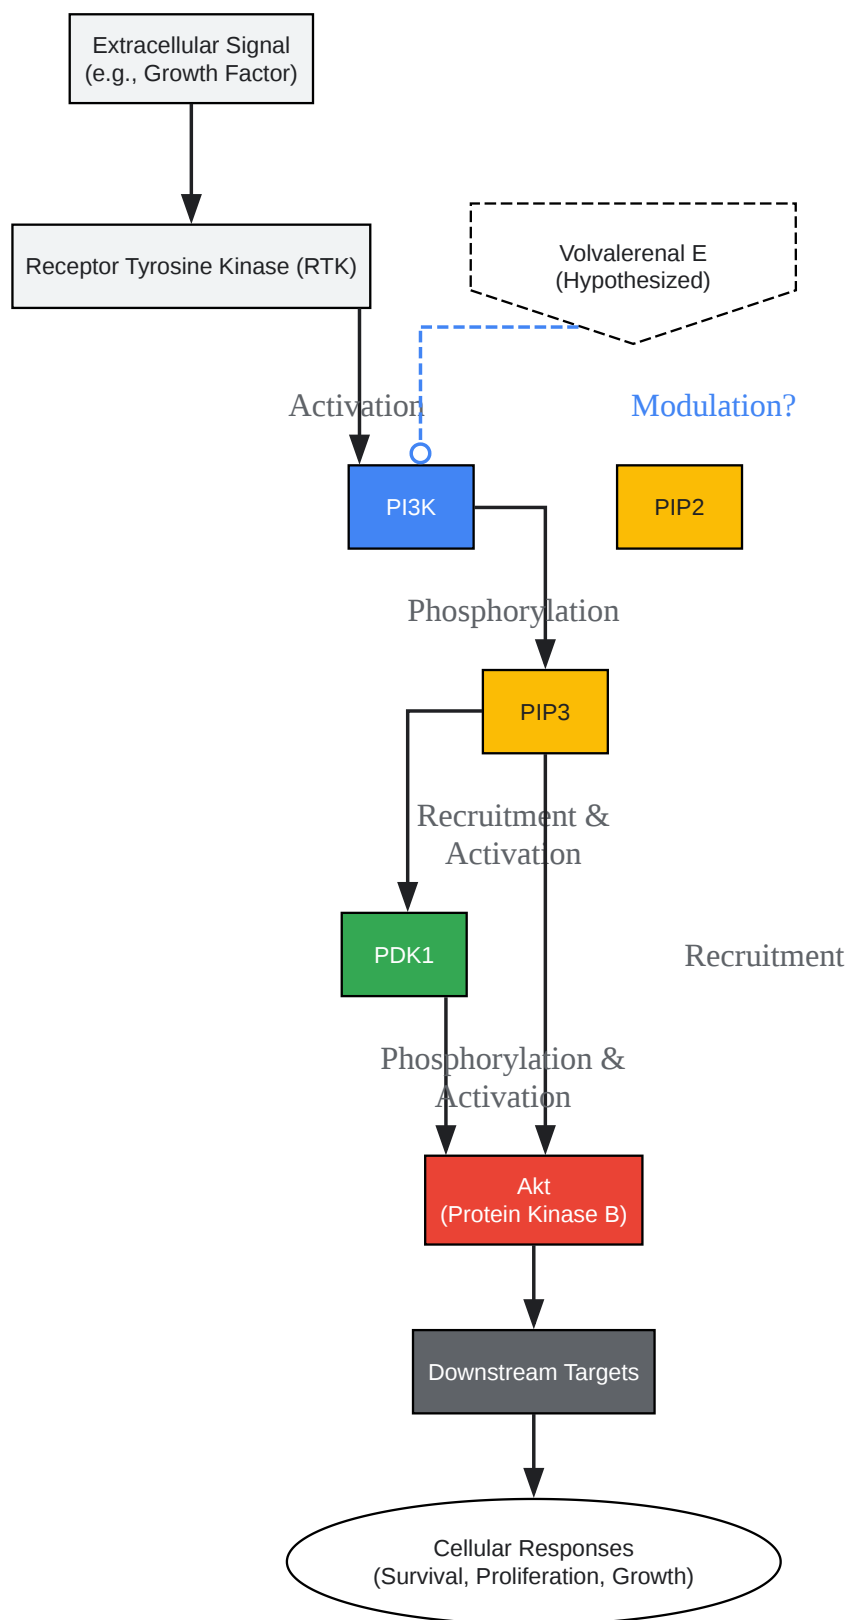 Extracellular Signal
(e.g., Growth Factor)
Receptor Tyrosine Kinase (RTK)
Volvalerenal E
(Hypothesized)
Activation
Modulation?
PI3K
PIP2
Phosphorylation
PIP3
Recruitment &
Activation
PDK1
Recruitment
Phosphorylation &
Activation
Akt
(Protein Kinase B)
Downstream Targets
Cellular Responses
(Survival, Proliferation, Growth)